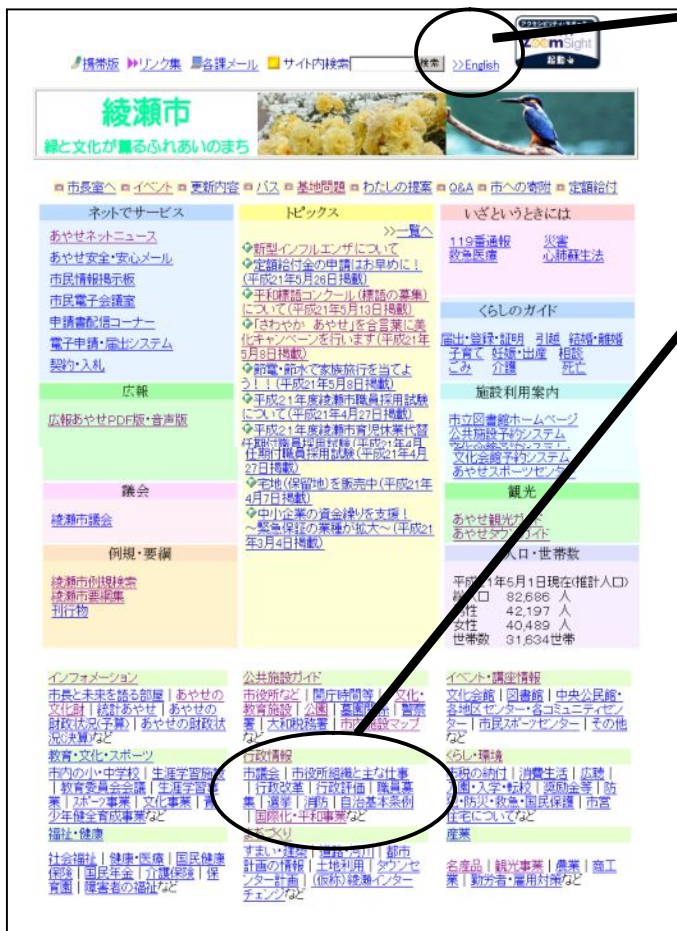 アクセシビリティ・サポート
ZoomSight
起動
携帯版 リンク集 各課メール サイト内検索 検索 >>English
綾瀬市
緑と文化が薫るふれあいのまち
市長室へ イベント 更新内容 バス 基地問題 わたしの提案 Q&A 市への寄附 定額給付
ネットでサービス
あやせネットニュース
あやせ安全・安心メール
市民情報掲示板
市民電子会議室
申請書配信コーナー
電子申請・届出システム
契約・入札
広報
広報あやせPDF版・音声版
議会
綾瀬市議会
例規・要綱
綾瀬市例規検索
綾瀬市要綱集
刊行物
トピックス
>>一覧へ
新型インフルエンザについて
定額給付金の申請はお早めに！
(平成21年5月26日掲載)
平和標語コンクール(標語の募集)
について(平成21年5月13日掲載)
「さわやか あやせ」を合言葉に美
化キャンペーンを行います(平成21年
5月8日掲載)
節電・節水で家族旅行を当てよ
う！！(平成21年5月8日掲載)
平成21年度綾瀬市職員採用試験
について(平成21年4月27日掲載)
平成21年度綾瀬市育児休業代替
任期付職員採用試験(平成21年4月
27日掲載)
宅地(保留地)を販売中(平成21年
4月7日掲載)
中小企業の資金繰りを支援！
～緊急保証の業種が拡大～(平成21
年3月4日掲載)
いざというときには
119番通報 災害
救急医療 心肺蘇生法
くらしのガイド
届出・登録・証明 引越 結婚・離婚
子育て 妊娠・出産 相談
ごみ 介護 死亡
施設利用案内
市立図書館ホームページ
公共施設予約システム
文化会館予約システム
あやせスポーツセンター
観光
あやせ観光ガイド
あやせタウンガイド
人口・世帯数
平成21年5月1日現在(推計人口)
総人口 82,686 人
男性 42,197 人
女性 40,489 人
世帯数 31,634世帯
インフォメーション
市長と未来を語る部屋 | あやせの
文化財 | 統計あやせ | あやせの
財政状況(予算) | あやせの財政状
況(決算)など
公共施設ガイド
市役所など | 開庁時間等 | 文化・
教育施設 | 公園 | 墓園関係 | 警察
署 | 大和税務署 | 市内施設マップ
など
イベント・講座情報
文化会館 | 図書館 | 中央公民館・
各地区センター・各コミュニティセン
ター | 市民スポーツセンター | その他
など
教育・文化・スポーツ
市内の小・中学校 | 生涯学習施設
| 教育委員会会議 | 生涯学習事
業 | スポーツ事業 | 文化事業 | 青
少年健全育成事業など
行政情報
市議会 | 市役所組織と主な仕事
| 行政改革 | 行政評価 | 職員募
集 | 選挙 | 消防 | 自治基本条例
| 国際化・平和事業など
くらし・環境
市税の納付 | 消費生活 | 広聴 |
入園・入学・転校 | 奨励金等 | 防
犯・防災・救急・国民保護 | 市営
住宅についてなど
福祉・健康
社会福祉 | 健康・医療 | 国民健康
保険 | 国民年金 | 介護保険 | 保
育園 | 障害者の福祉など
まちづくり
すまい・建築 | 道路・河川 | 都市
計画の情報 | 土地利用 | タウンセ
ンター計画 | (仮称)綾瀬インター
チェンジなど
産業
名産品 | 観光事業 | 農業 | 商工
業 | 勤労者・雇用対策など